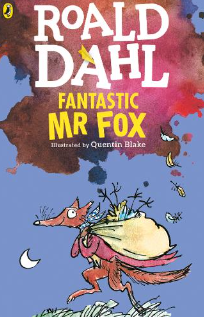 ROALD
DAHL
FANTASTIC
MR FOX
Illustrated by Quentin Blake